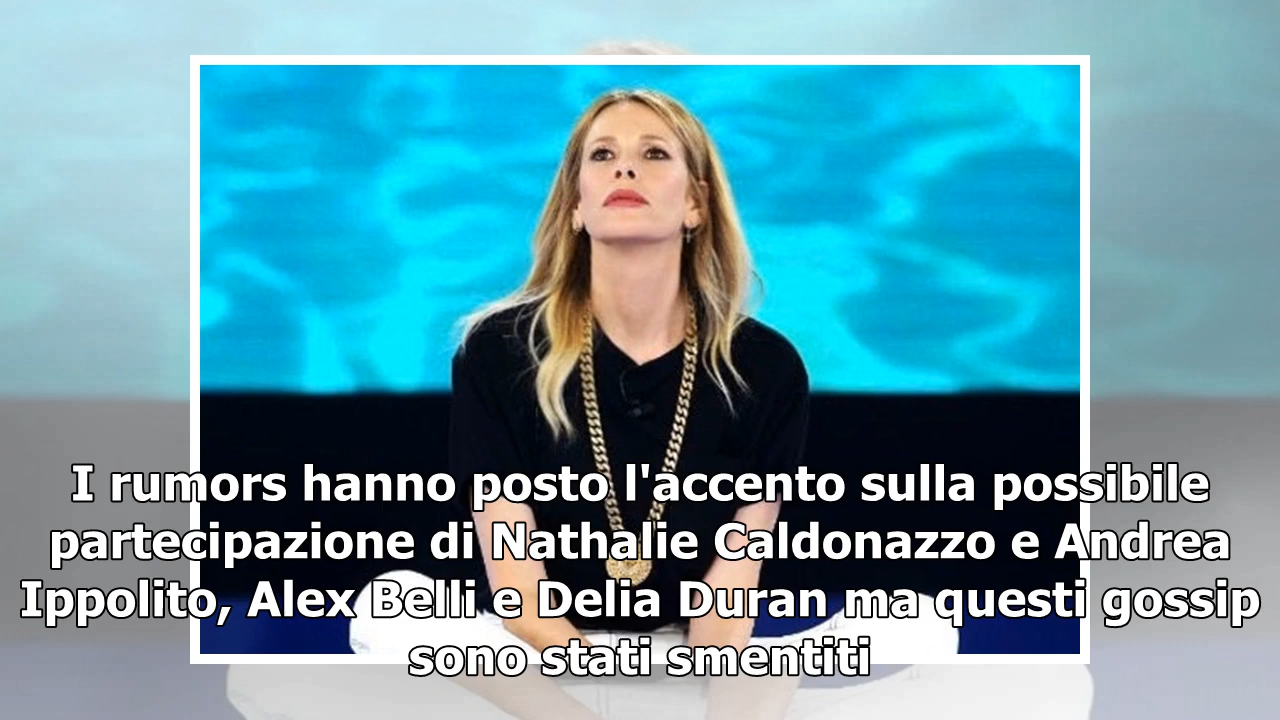 I rumors hanno posto l'accento sulla possibile
partecipazione di Nathalie Caldonazzo e Andrea
Ippolito, Alex Belli e Delia Duran ma questi gossip
sono stati smentiti